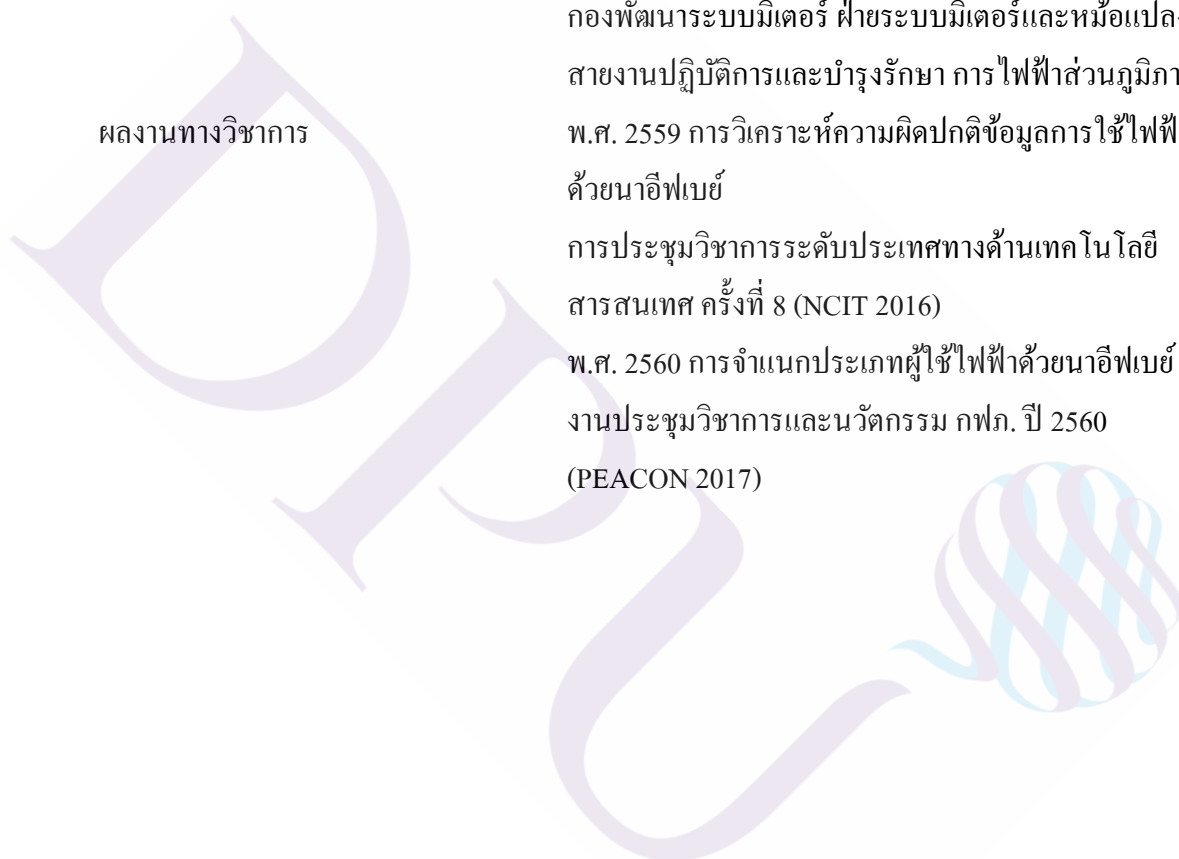 กองพัฒนาระบบมิเตอร์ ฝ่ายระบบมิเตอร์และหม้อแปลง
สายงานปฏิบัติการและบำรุงรักษา การไฟฟ้าส่วนภูมิภา
ผลงานทางวิชาการ พ.ศ. 2559 การวิเคราะห์ความผิดปกติข้อมูลการใช้ไฟฟ้
ด้วยนาอีฟเบย์
การประชุมวิชาการระดับประเทศทางด้านเทคโนโลยี
สารสนเทศ ครั้งที่ 8 (NCIT 2016)
พ.ศ. 2560 การจำแนกประเภทผู้ใช้ไฟฟ้าด้วยนาอีฟเบย์
งานประชุมวิชาการและนวัตกรรม กฟภ. ปี 2560
(PEACON 2017)
DPU